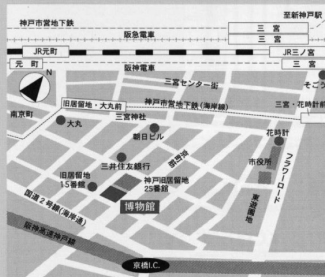 神戸市営地下鉄
至新神戸駅
三宮
阪急電車
三宮
JR元町
JR三ノ宮
元町
阪神電車
三宮
N
三宮センター街
そごう
旧居留地・大丸前
神戸市営地下鉄(海岸線)
三宮・花時計前
南京町
大丸
三宮神社
朝日ビル
花時計
三井住友銀行
市役所
フラワーロード
旧居留地
15番館
神戸旧居留地
25番館
東遊園地
博物館
国道2号線(海岸通)
阪神高速神戸線
京橋I.C.